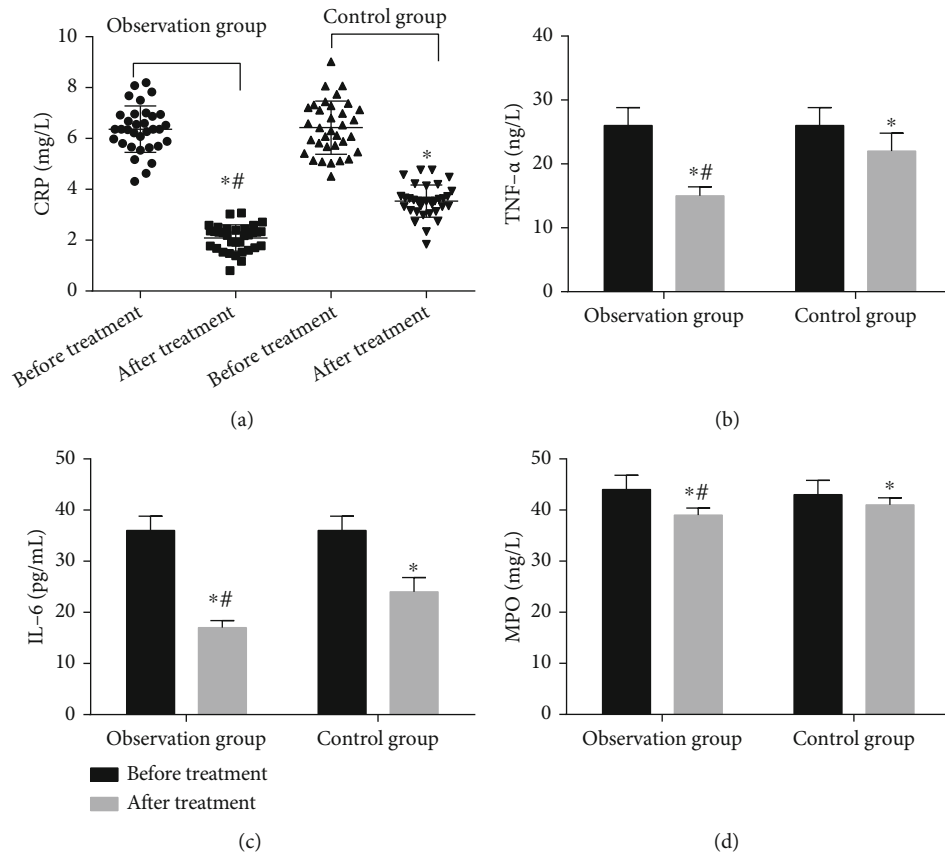 Observation group
Control group
10
8
6
4
2
0
CRP (mg/L)
*#
*
Before treatment
After treatment
Before treatment
After treatment
(a)
40
30
20
10
0
TNF–α (ng/L)
*#
*
Observation group
Control group
(b)
50
40
30
20
10
0
IL–6 (pg/mL)
*#
*
Observation group
Control group
Before treatment
After treatment
(c)
50
40
30
20
10
0
MPO (mg/L)
*#
*
Observation group
Control group
(d)